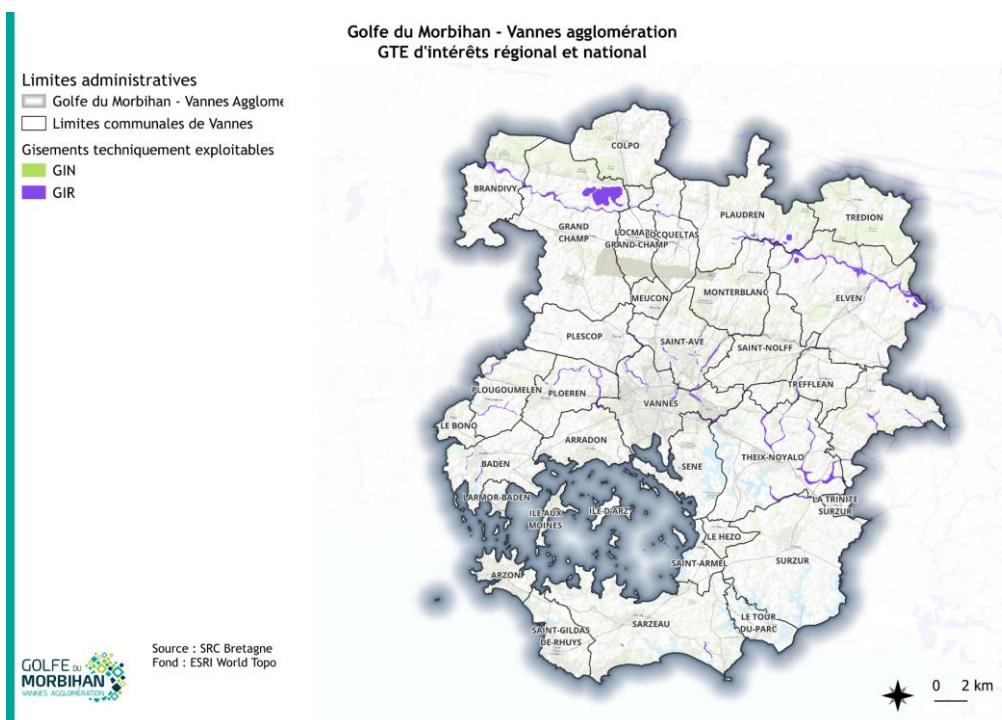 Golfe du Morbihan - Vannes agglomération
GTE d'intérêts régional et national
Limites administratives
Golfe du Morbihan - Vannes Agglome
Limites communales de Vannes
Gisements techniquement exploitables
GIN
GIR
COLPO
BRANDIVY
PLAUDREN
TREDION
GRAND
CHAMP
LOCMA
LOCQUELTAS
GRAND-CHAMP
MEUCON
MONTERBLANC
ELVEN
PLESCOP
SAINT-AVE
SAINT-NOLFF
PLOUGOUMELEN
PLOEREN
TREFFLEAN
VANNES
LE BONO
ARRADON
BADEN
SENE
THEIX-NOYALO
LARMOR-BADEN
ILE-AUX
MOINES
ILE-D'ARZ
LA TRINITE
SURZUR
LE HEZO
SAINT-ARMEL
SURZUR
ARZON
SARZEAU
LE TOUR
DU-PARC
SAINT-GILDAS
DE-RHUYS
Source : SRC Bretagne
Fond : ESRI World Topo
GOLFE DU
MORBIHAN
VANNES AGGLOMÉRATION
0 2 km